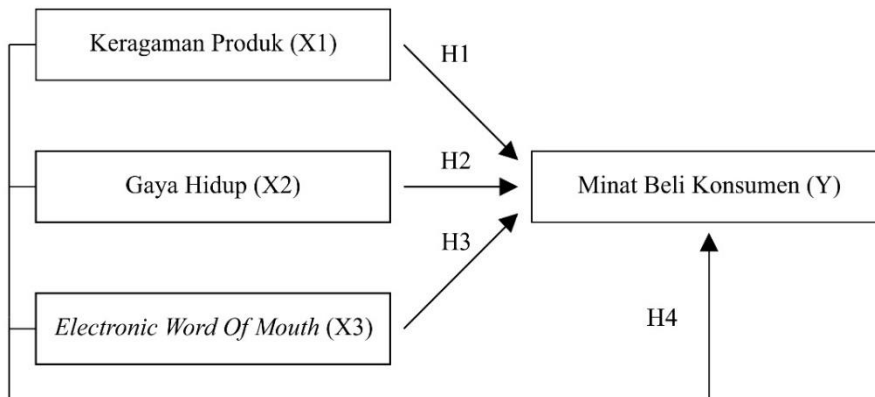 Keragaman Produk (X1)
H1
Gaya Hidup (X2)
H2
Minat Beli Konsumen (Y)
H3
Electronic Word Of Mouth (X3)
H4